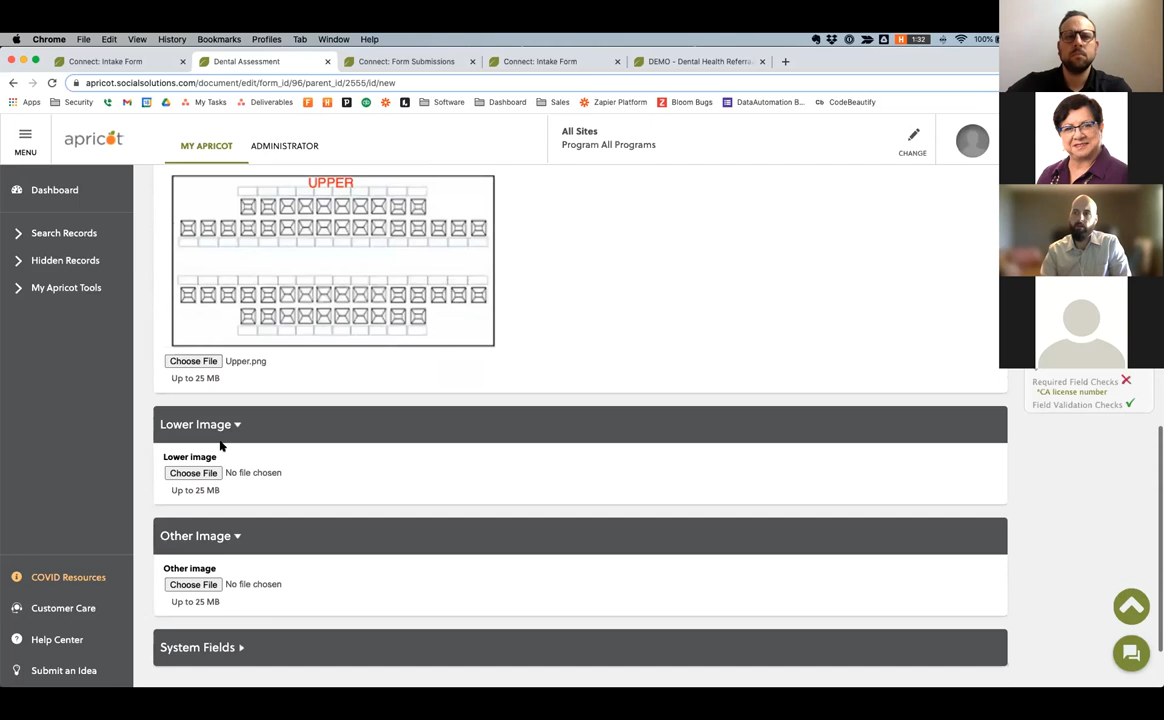 Chrome File Edit View History Bookmarks Profiles Tab Window Help H 1:32 100%
Connect: Intake Form Dental Assessment Connect: Form Submissions Connect: Intake Form DEMO - Dental Health Referra
apricot.socialsolutions.com/document/edit/form_id/96/parent_id/2555/id/new
Apps Security My Tasks Deliverables Software Dashboard Sales Zapier Platform Bloom Bugs DataAutomation B... CodeBeautify
MENU
apricot
MY APRICOT
ADMINISTRATOR
All Sites
Program All Programs
CHANGE
Dashboard
Search Records
Hidden Records
My Apricot Tools
COVID Resources
Customer Care
Help Center
Submit an Idea
UPPER
Choose File Upper.png
Up to 25 MB
Lower Image
Lower image
Choose File No file chosen
Up to 25 MB
Other Image
Other image
Choose File No file chosen
Up to 25 MB
System Fields
Required Field Checks
*CA license number
Field Validation Checks